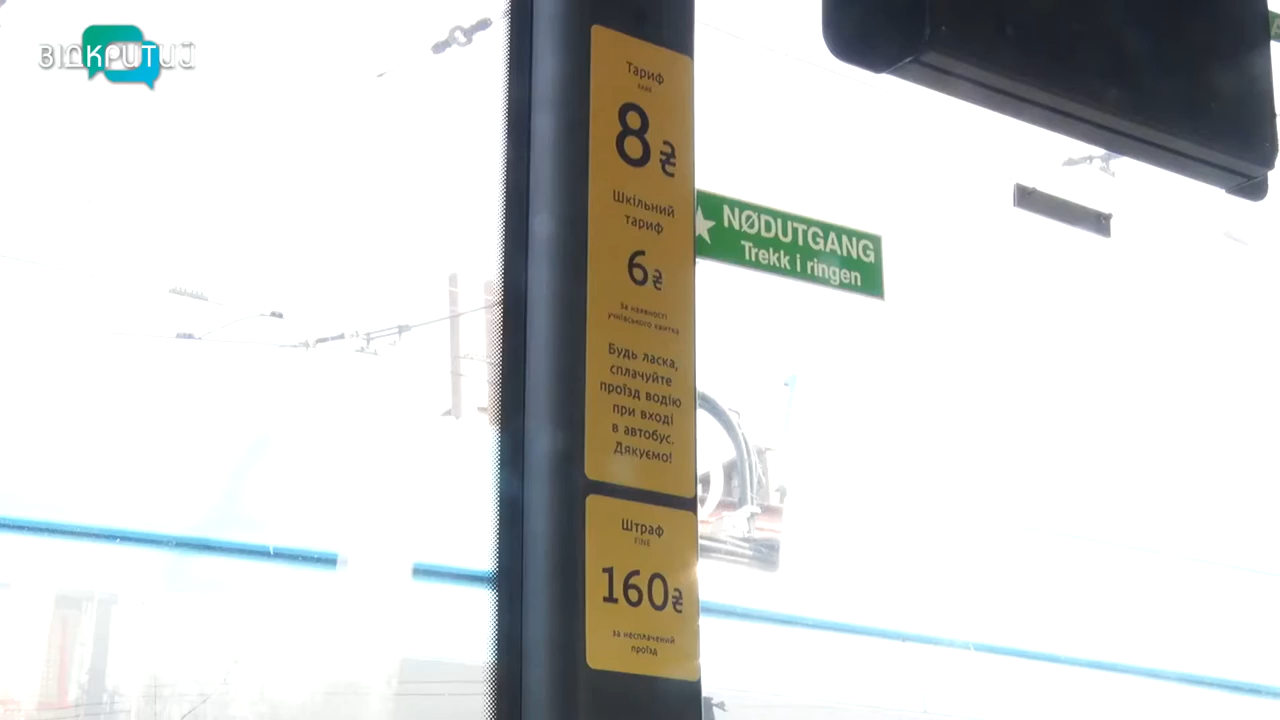 ВІДКРИТИЙ
Тариф
8 ₴
Шкільний
тариф
6 ₴
За наявності
учнівського квитка
Будь ласка,
сплачуйте
проїзд водію
при вході
в автобус.
Дякуємо!
Штраф
FINE
160₴
за несплачений
проїзд
NØDUTGANG
Trekk i ringen